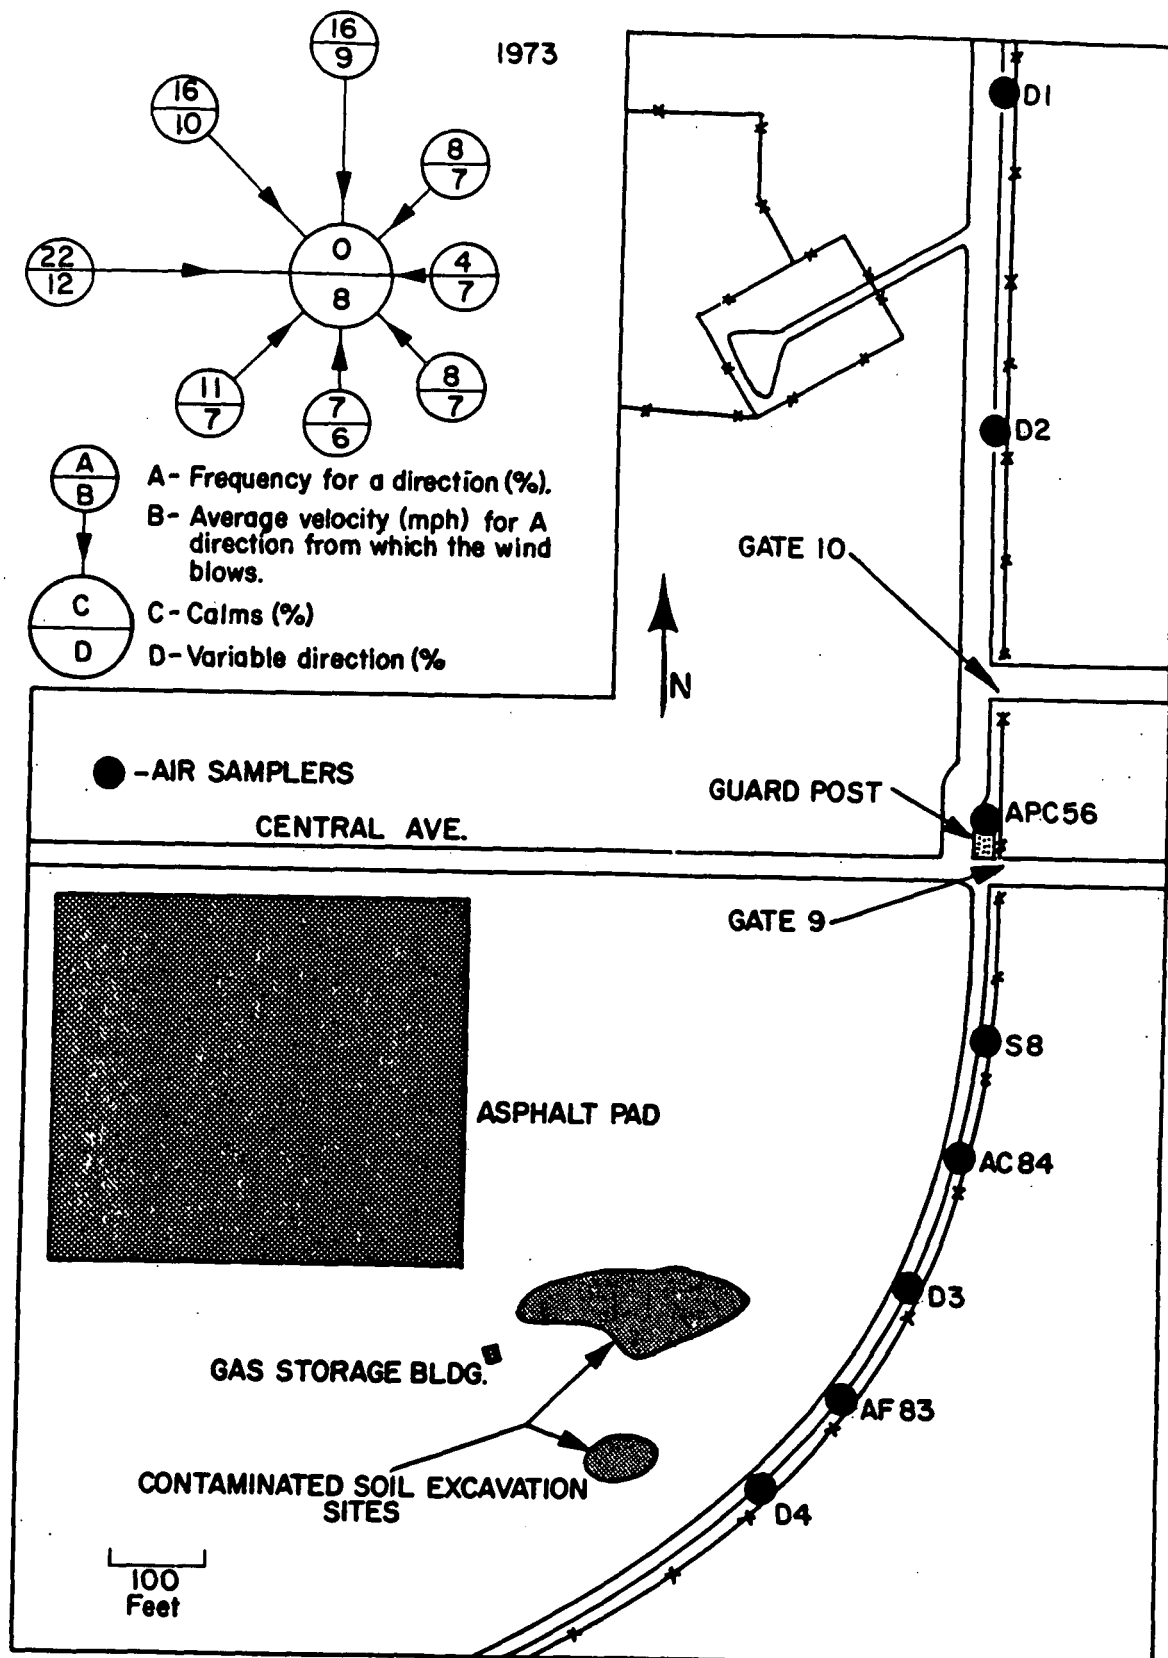 1973
16
9
16
10
8
7
22
12
0
8
4
7
11
7
7
6
8
7
A
B
A- Frequency for a direction (%).
B- Average velocity (mph) for A
direction from which the wind
blows.
C
D
C- Calms (%)
D- Variable direction (%
N
D1
D2
GATE 10
-AIR SAMPLERS
GUARD POST
APC56
CENTRAL AVE.
GATE 9
S8
ASPHALT PAD
AC84
D3
GAS STORAGE BLDG.
AF83
CONTAMINATED SOIL EXCAVATION
SITES
D4
100
Feet